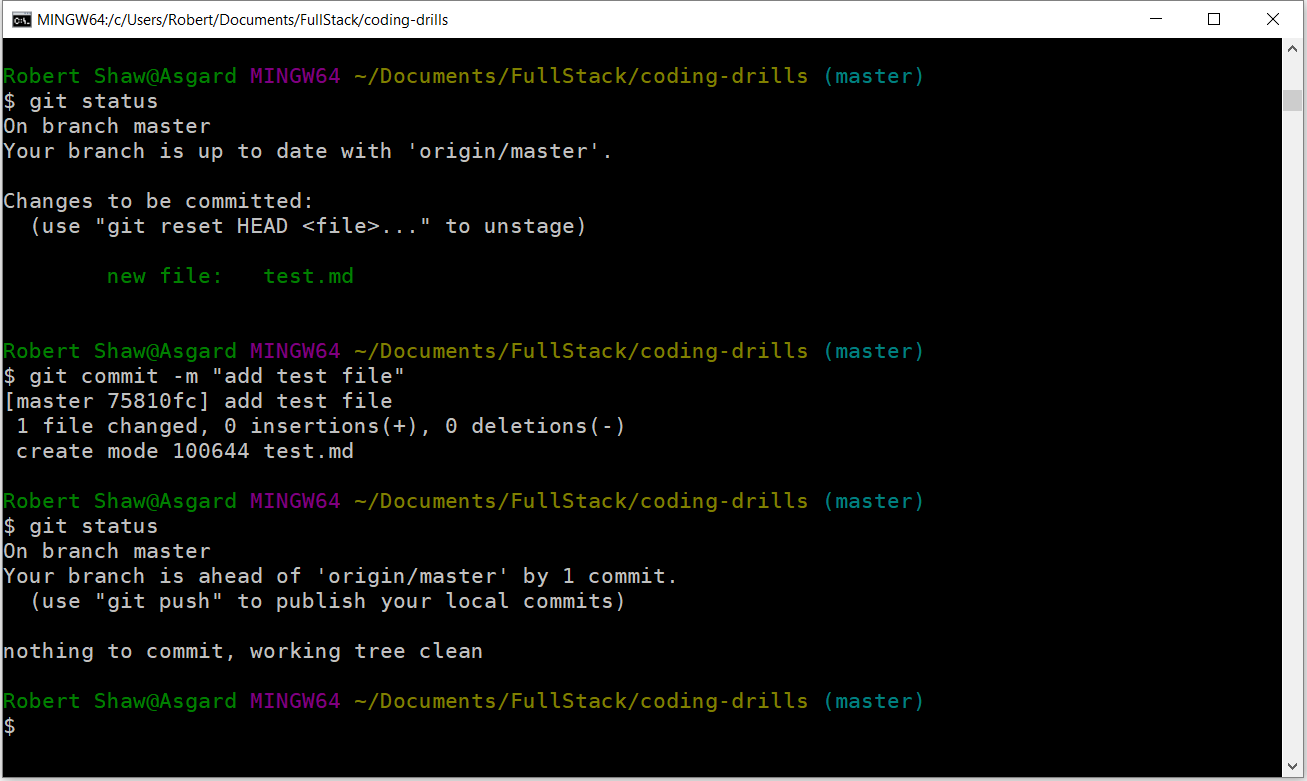 MINGW64:/c/Users/Robert/Documents/FullStack/coding-drills
Robert Shaw@Asgard MINGW64 ~/Documents/FullStack/coding-drills (master)
$ git status
On branch master
Your branch is up to date with 'origin/master'.
Changes to be committed:
  (use "git reset HEAD <file>..." to unstage)
        new file:   test.md
Robert Shaw@Asgard MINGW64 ~/Documents/FullStack/coding-drills (master)
$ git commit -m "add test file"
[master 75810fc] add test file
 1 file changed, 0 insertions(+), 0 deletions(-)
 create mode 100644 test.md
Robert Shaw@Asgard MINGW64 ~/Documents/FullStack/coding-drills (master)
$ git status
On branch master
Your branch is ahead of 'origin/master' by 1 commit.
  (use "git push" to publish your local commits)
nothing to commit, working tree clean
Robert Shaw@Asgard MINGW64 ~/Documents/FullStack/coding-drills (master)
$